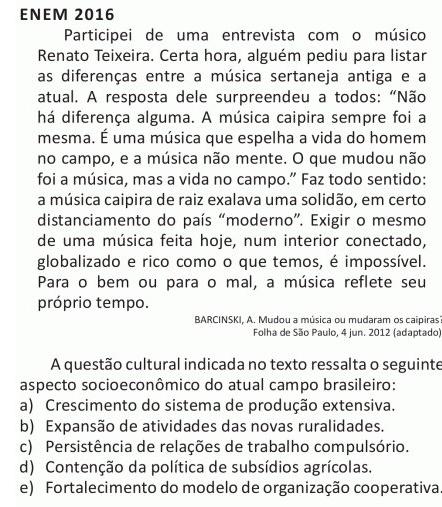 ENEM 2016
Participei de uma entrevista com o músico
Renato Teixeira. Certa hora, alguém pediu para listar
as diferenças entre a música sertaneja antiga e a
atual. A resposta dele surpreendeu a todos: “Não
há diferença alguma. A música caipira sempre foi a
mesma. É uma música que espelha a vida do homem
no campo, e a música não mente. O que mudou não
foi a música, mas a vida no campo.” Faz todo sentido:
a música caipira de raiz exalava uma solidão, em certo
distanciamento do país “moderno”. Exigir o mesmo
de uma música feita hoje, num interior conectado,
globalizado e rico como o que temos, é impossível.
Para o bem ou para o mal, a música reflete seu
próprio tempo.
BARCINSKI, A. Mudou a música ou mudaram os caipiras?
Folha de São Paulo, 4 jun. 2012 (adaptado)
A questão cultural indicada no texto ressalta o seguinte
aspecto socioeconômico do atual campo brasileiro:
a) Crescimento do sistema de produção extensiva.
b) Expansão de atividades das novas ruralidades.
c) Persistência de relações de trabalho compulsório.
d) Contenção da política de subsídios agrícolas.
e) Fortalecimento do modelo de organização cooperativa.